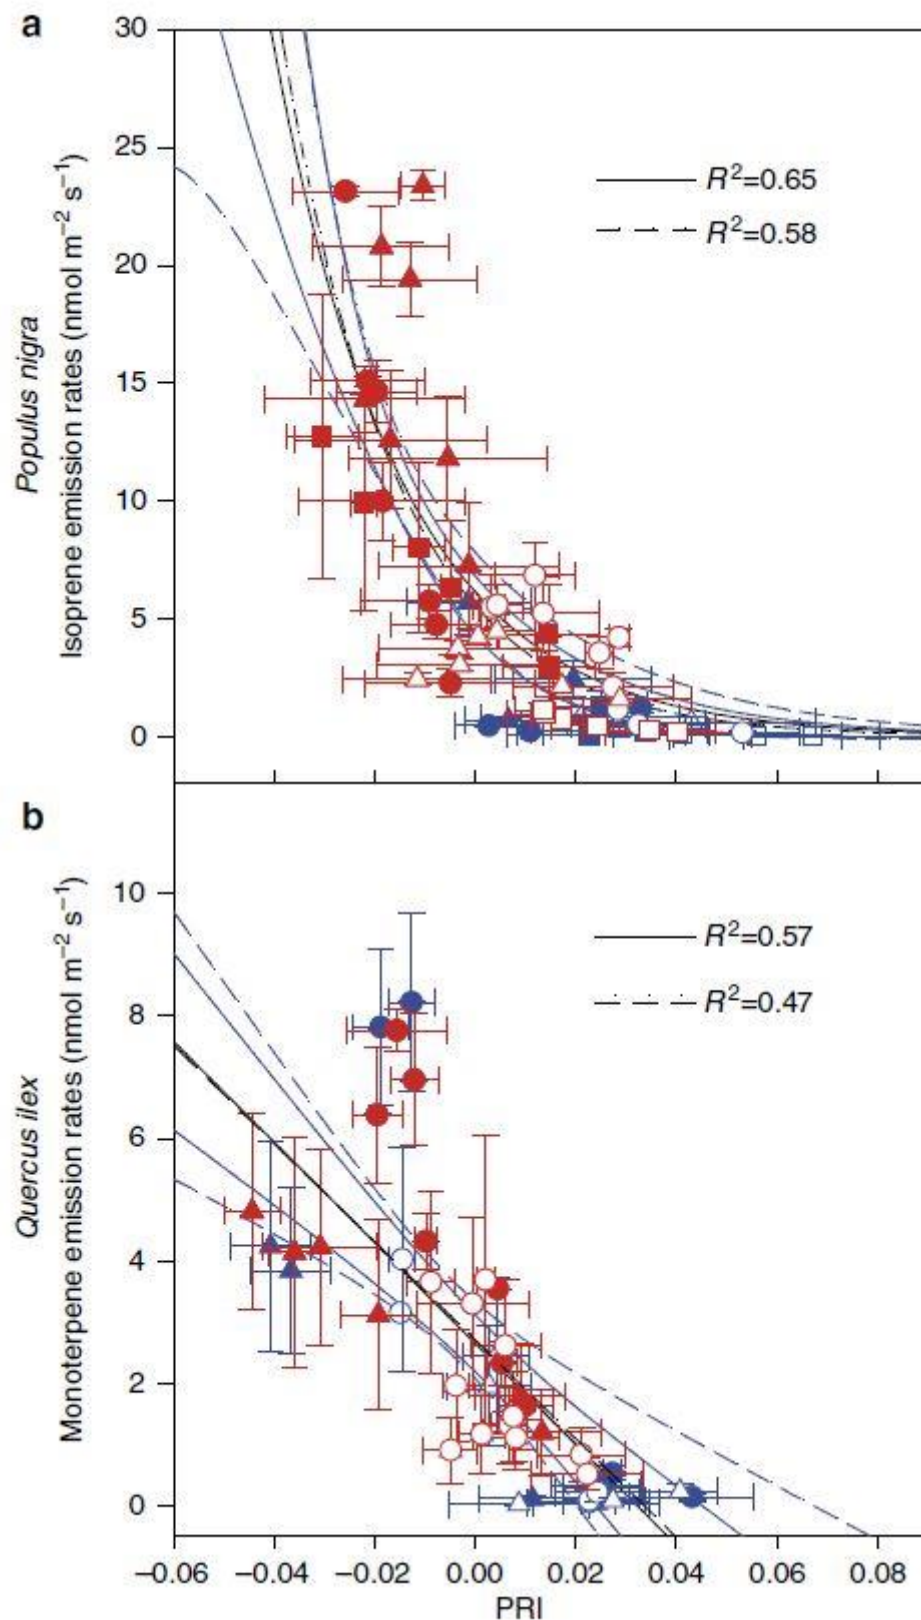 a
30
25
20
15
10
5
0
Populus nigra
Isoprene emission rates (nmol m⁻² s⁻¹)
R²=0.65
R²=0.58
b
10
8
6
4
2
0
Quercus ilex
Monoterpene emission rates (nmol m⁻² s⁻¹)
R²=0.57
R²=0.47
−0.06 −0.04 −0.02 0.00 0.02 0.04 0.06 0.08
PRI